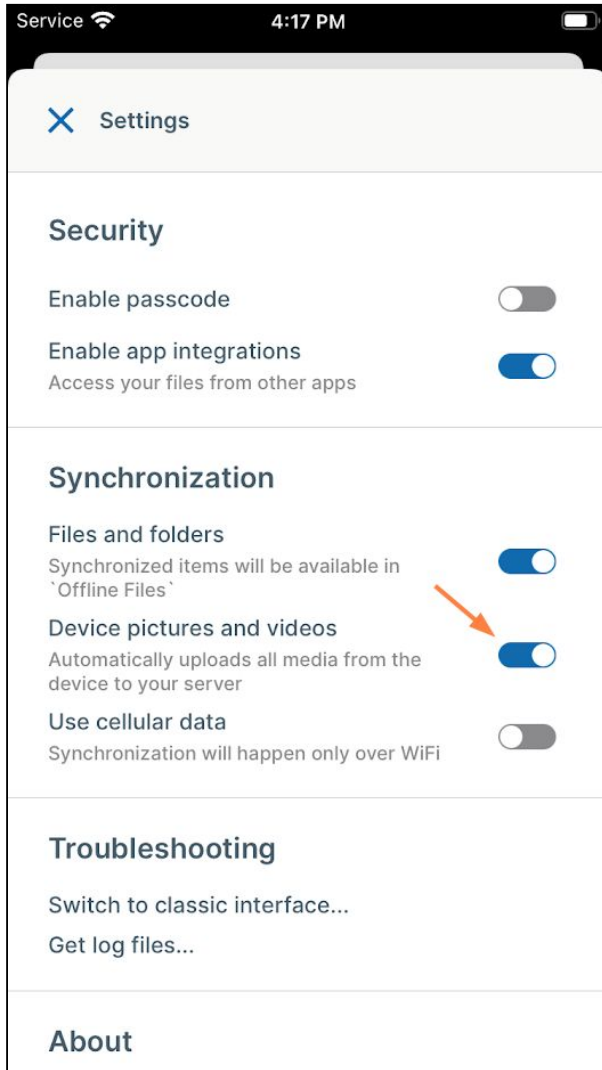 Service
4:17 PM
Settings
Security
Enable passcode
Enable app integrations
Access your files from other apps
Synchronization
Files and folders
Synchronized items will be available in
`Offline Files`
Device pictures and videos
Automatically uploads all media from the
device to your server
Use cellular data
Synchronization will happen only over WiFi
Troubleshooting
Switch to classic interface...
Get log files...
About